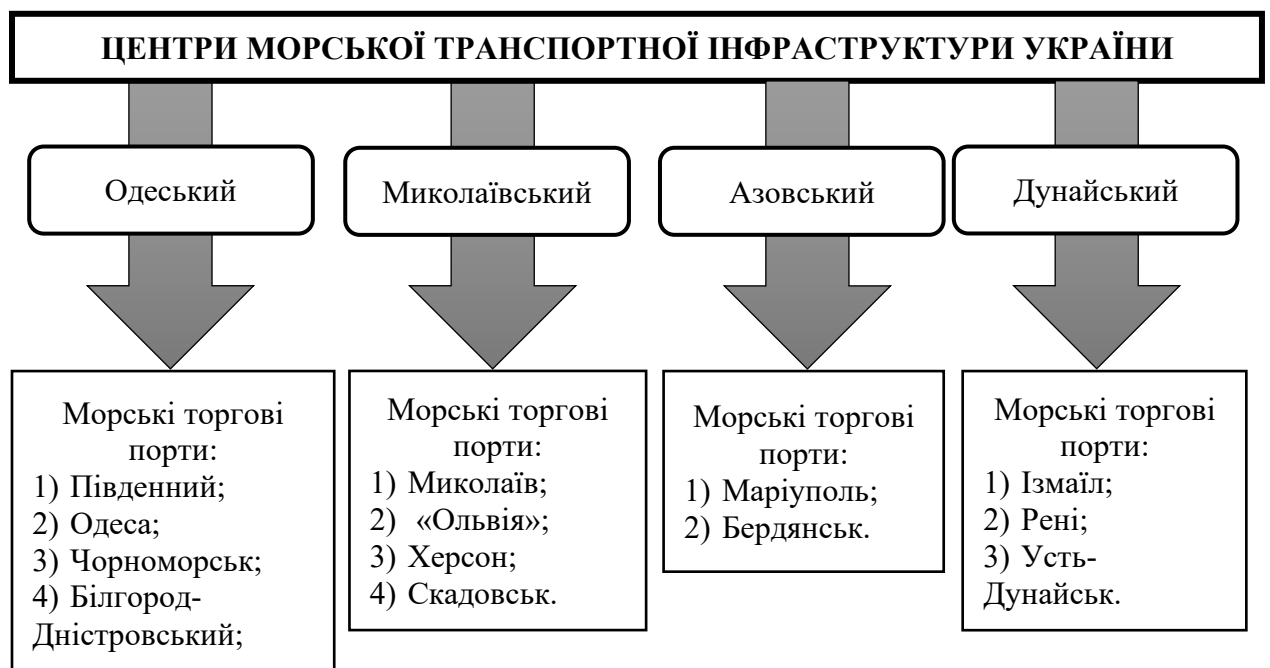 ЦЕНТРИ МОРСЬКОЇ ТРАНСПОРТНОЇ ІНФРАСТРУКТУРИ УКРАЇНИ
Одеський
Миколаївський
Азовський
Дунайський
Морські торгові
порти:
1) Південний;
2) Одеса;
3) Чорноморськ;
4) Білгород-
Дністровський;
Морські торгові
порти:
1) Миколаїв;
2) «Ольвія»;
3) Херсон;
4) Скадовськ.
Морські торгові
порти:
1) Маріуполь;
2) Бердянськ.
Морські торгові
порти:
1) Ізмаїл;
2) Рені;
3) Усть-
Дунайськ.